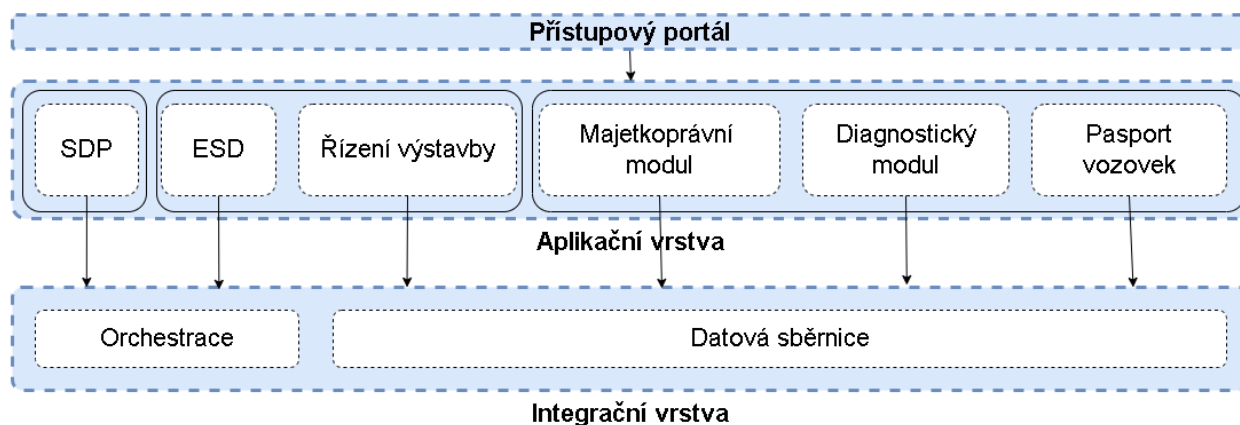 Přístupový portál
SDP
ESD
Řízení výstavby
Majetkoprávní
modul
Diagnostický
modul
Pasport
vozovek
Aplikační vrstva
Orchestrace
Datová sběrnice
Integrační vrstva